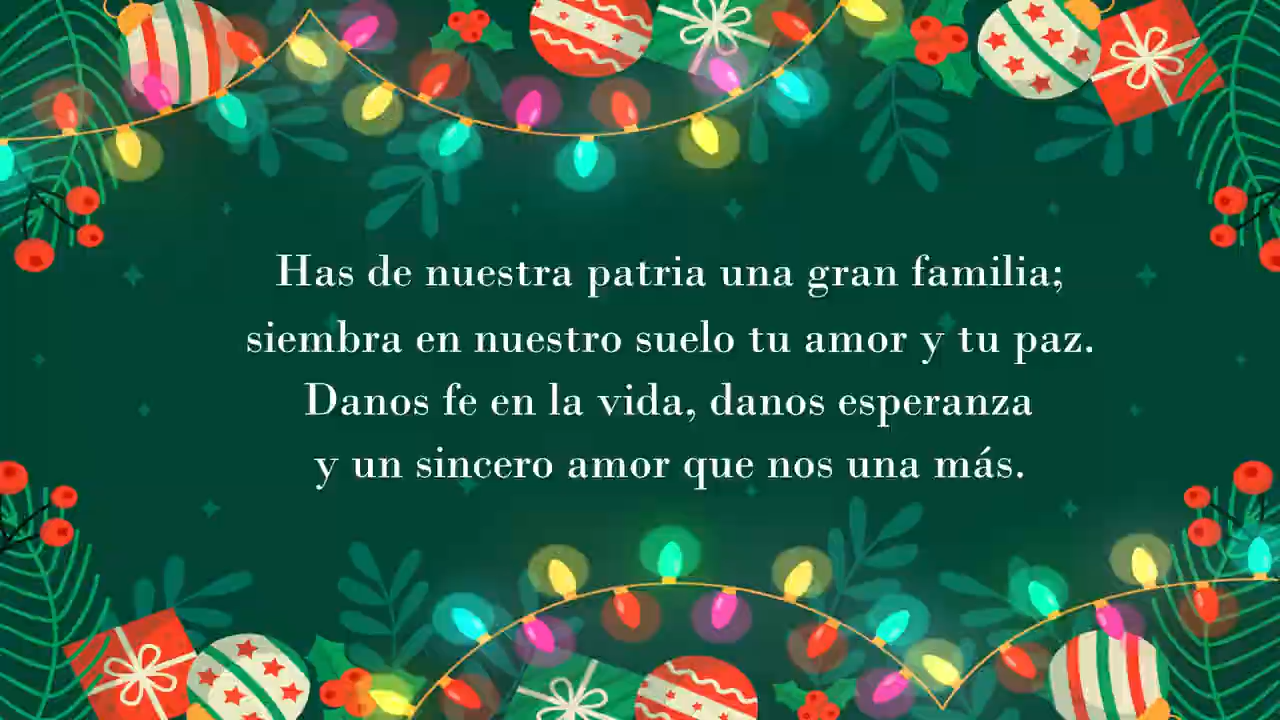 Has de nuestra patria una gran familia;
siembra en nuestro suelo tu amor y tu paz.
Danos fe en la vida, danos esperanza
y un sincero amor que nos una más.